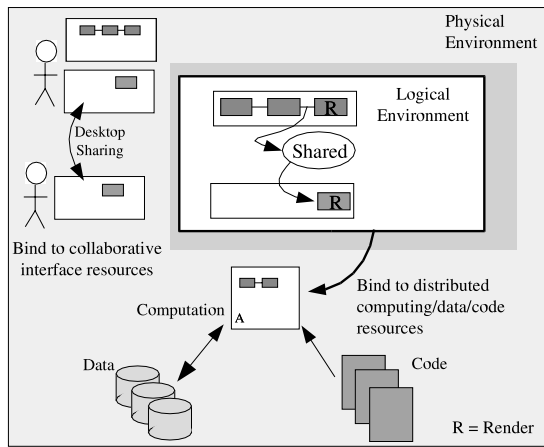 Physical
Environment
Logical
Environment
R
Shared
R
Desktop
Sharing
Bind to collaborative
interface resources
Bind to distributed
computing/data/code
resources
Computation
A
Data
Code
R = Render